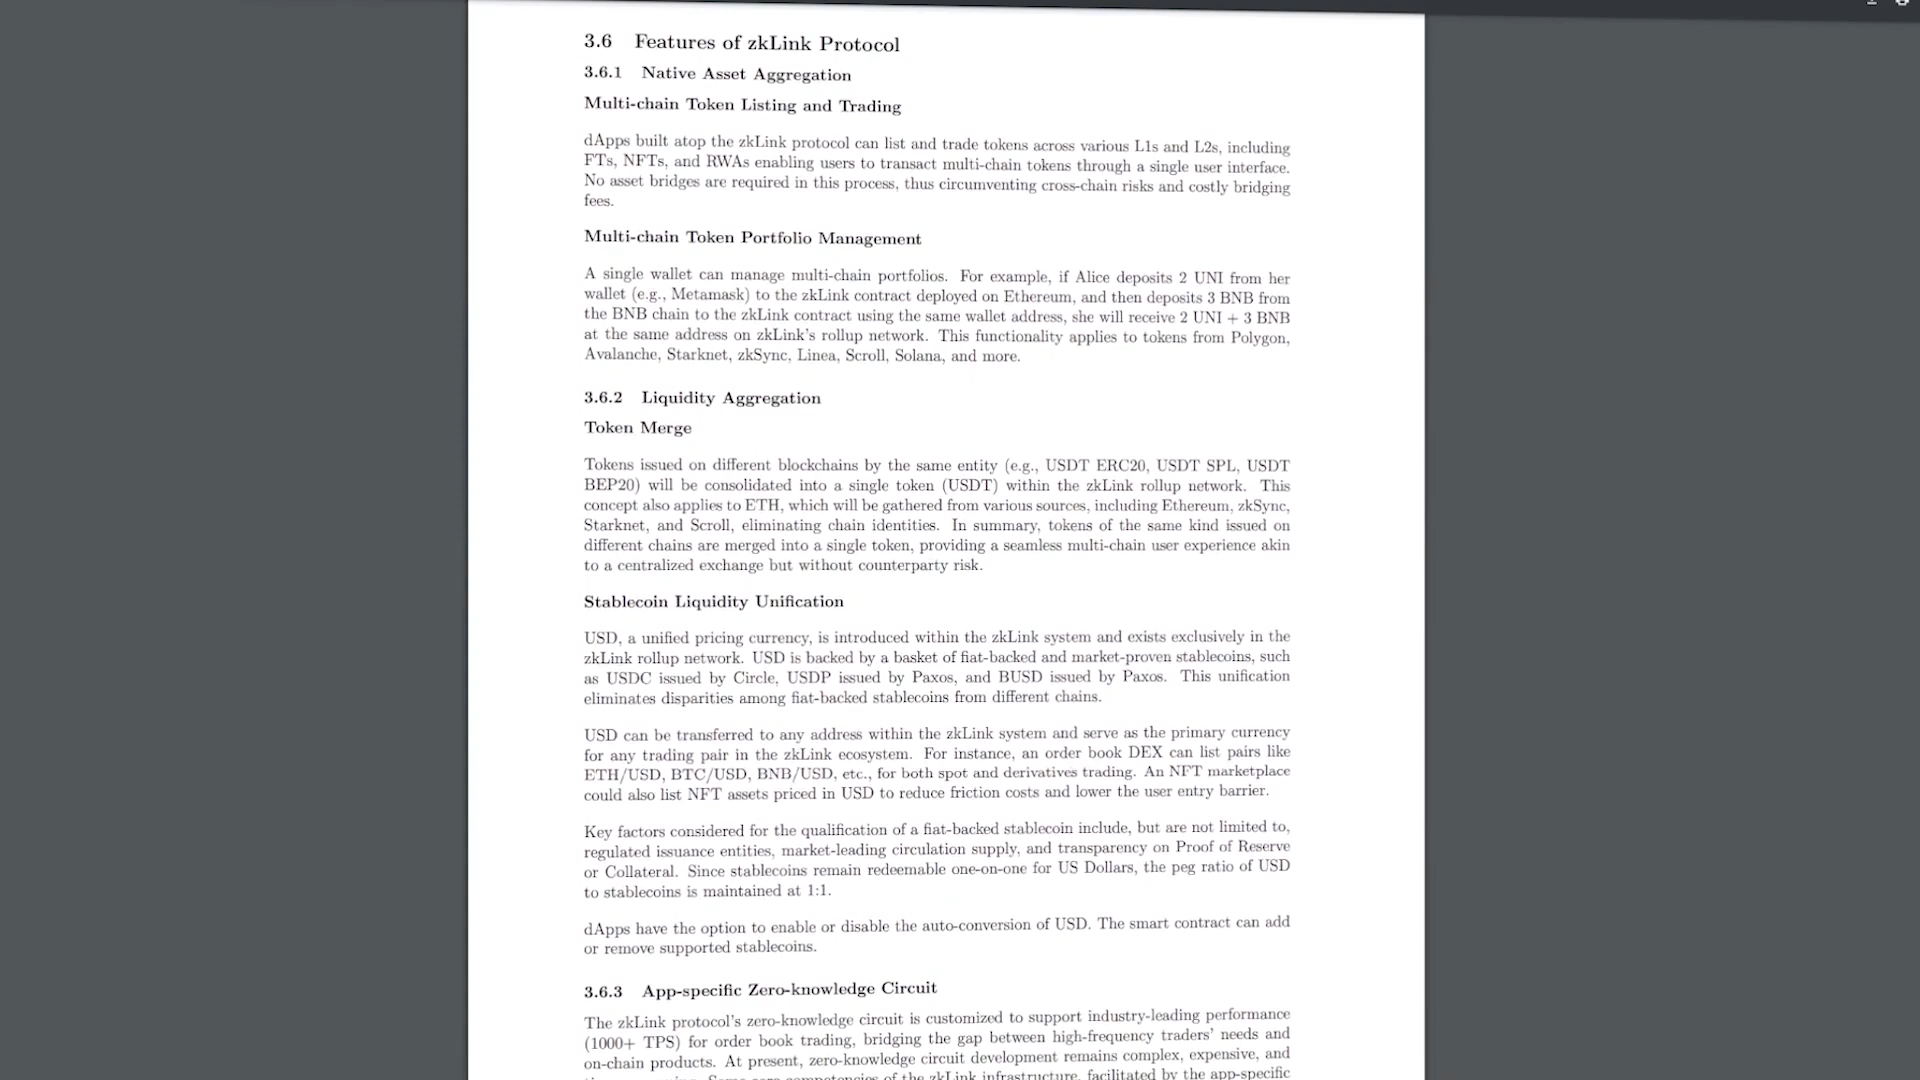 3.6 Features of zkLink Protocol
3.6.1 Native Asset Aggregation
Multi-chain Token Listing and Trading
dApps built atop the zkLink protocol can list and trade tokens across various L1s and L2s, including
FTs, NFTs, and RWAs enabling users to transact multi-chain tokens through a single user interface.
No asset bridges are required in this process, thus circumventing cross-chain risks and costly bridging
fees.
Multi-chain Token Portfolio Management
A single wallet can manage multi-chain portfolios. For example, if Alice deposits 2 UNI from her
wallet (e.g., Metamask) to the zkLink contract deployed on Ethereum, and then deposits 3 BNB from
the BNB chain to the zkLink contract using the same wallet address, she will receive 2 UNI + 3 BNB
at the same address on zkLink's rollup network. This functionality applies to tokens from Polygon,
Avalanche, Starknet, zkSync, Linea, Scroll, Solana, and more.
3.6.2 Liquidity Aggregation
Token Merge
Tokens issued on different blockchains by the same entity (e.g., USDT ERC20, USDT SPL, USDT
BEP20) will be consolidated into a single token (USDT) within the zkLink rollup network. This
concept also applies to ETH, which will be gathered from various sources, including Ethereum, zkSync,
Starknet, and Scroll, eliminating chain identities. In summary, tokens of the same kind issued on
different chains are merged into a single token, providing a seamless multi-chain user experience akin
to a centralized exchange but without counterparty risk.
Stablecoin Liquidity Unification
USD, a unified pricing currency, is introduced within the zkLink system and exists exclusively in the
zkLink rollup network. USD is backed by a basket of fiat-backed and market-proven stablecoins, such
as USDC issued by Circle, USDP issued by Paxos, and BUSD issued by Paxos. This unification
eliminates disparities among fiat-backed stablecoins from different chains.
USD can be transferred to any address within the zkLink system and serve as the primary currency
for any trading pair in the zkLink ecosystem. For instance, an order book DEX can list pairs like
ETH/USD, BTC/USD, BNB/USD, etc., for both spot and derivatives trading. An NFT marketplace
could also list NFT assets priced in USD to reduce friction costs and lower the user entry barrier.
Key factors considered for the qualification of a fiat-backed stablecoin include, but are not limited to,
regulated issuance entities, market-leading circulation supply, and transparency on Proof of Reserve
or Collateral. Since stablecoins remain redeemable one-on-one for US Dollars, the peg ratio of USD
to stablecoins is maintained at 1:1.
dApps have the option to enable or disable the auto-conversion of USD. The smart contract can add
or remove supported stablecoins.
3.6.3 App-specific Zero-knowledge Circuit
The zkLink protocol's zero-knowledge circuit is customized to support industry-leading performance
(1000+ TPS) for order book trading, bridging the gap between high-frequency traders' needs and
on-chain products. At present, zero-knowledge circuit development remains complex, expensive, and
of the zkLink infrastructure, facilitated by the app-specific